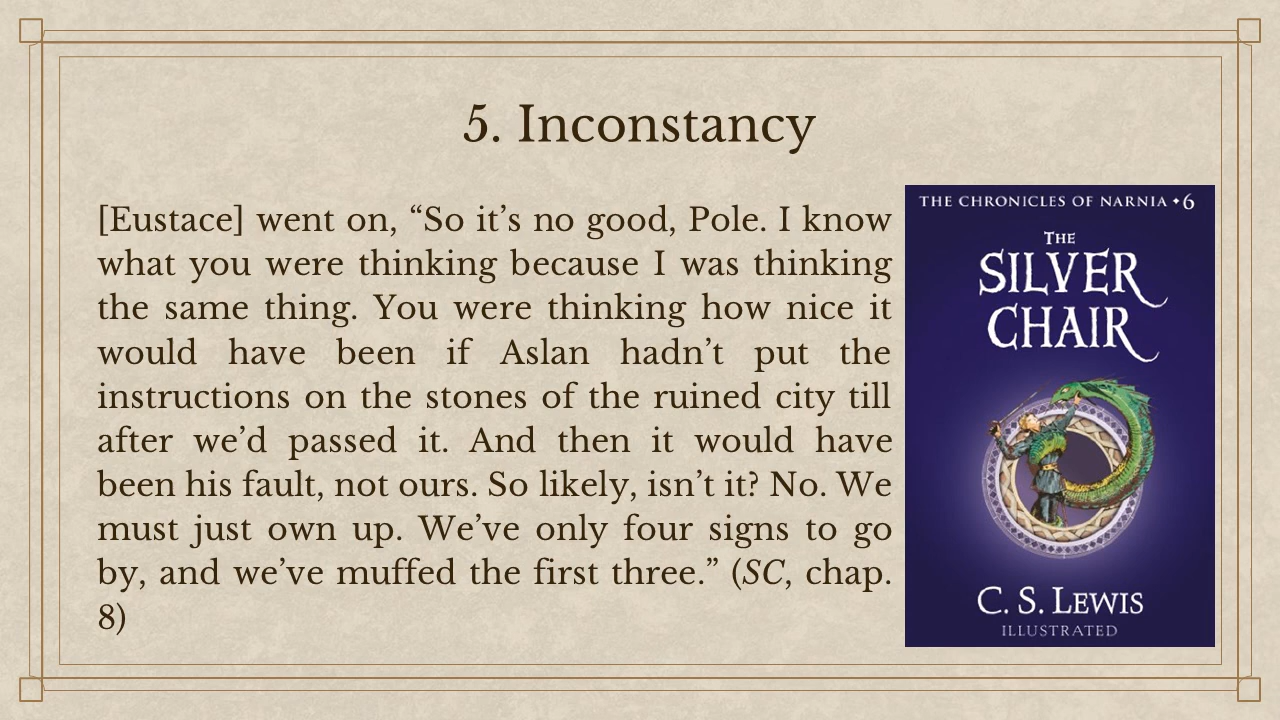 5. Inconstancy
[Eustace] went on, “So it’s no good, Pole. I know
what you were thinking because I was thinking
the same thing. You were thinking how nice it
would have been if Aslan hadn’t put the
instructions on the stones of the ruined city till
after we’d passed it. And then it would have
been his fault, not ours. So likely, isn’t it? No. We
must just own up. We’ve only four signs to go
by, and we’ve muffed the first three.” (SC, chap.
8)
THE CHRONICLES OF NARNIA • 6
THE
SILVER
CHAIR
C. S. LEWIS
ILLUSTRATED